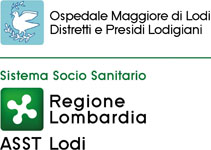 Ospedale Maggiore di Lodi
Distretti e Presidi Lodigiani
Sistema Socio Sanitario
Regione
Lombardia
ASST Lodi